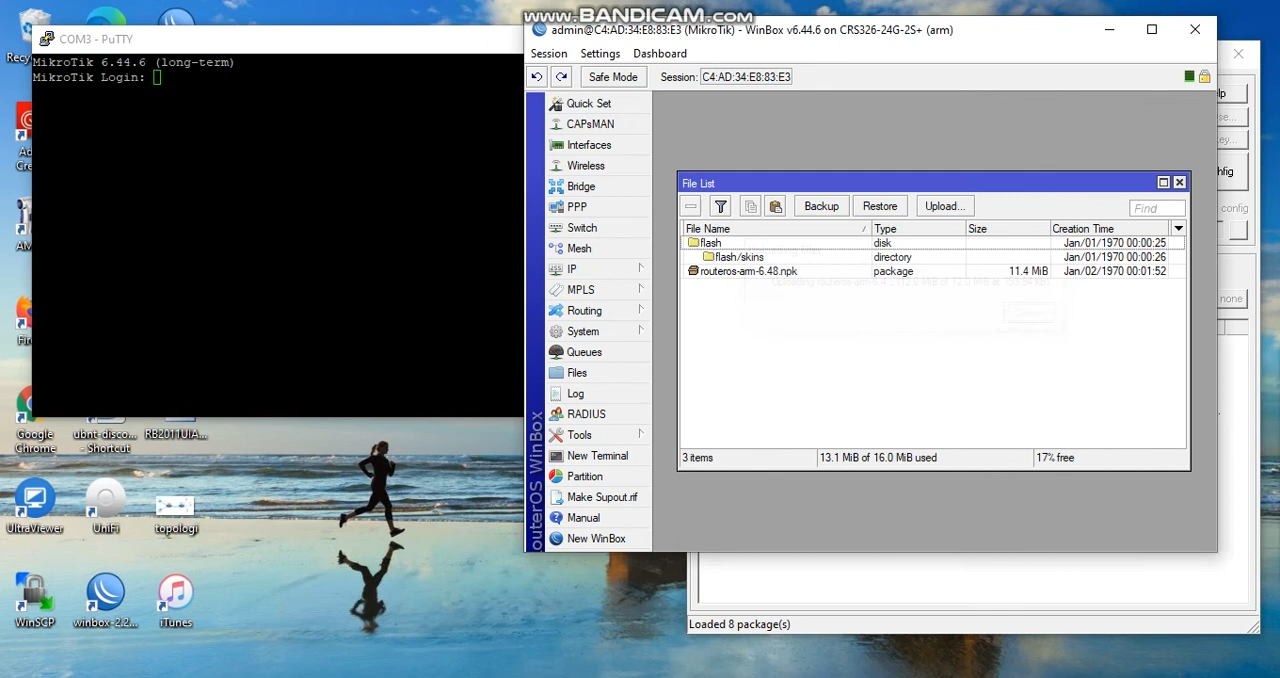 www.BANDICAM.com
COM3 - PuTTY
MikroTik 6.44.6 (long-term)
MikroTik Login:
admin@C4:AD:34:E8:83:E3 (MikroTik) - WinBox v6.44.6 on CRS326-24G-2S+ (arm)
Session Settings Dashboard
Safe Mode Session: C4:AD:34:E8:83:E3
Quick Set
CAPsMAN
Interfaces
Wireless
Bridge
PPP
Switch
Mesh
IP
MPLS
Routing
System
Queues
Files
Log
RADIUS
Tools
New Terminal
Partition
Make Supout.rif
Manual
New WinBox
RouterOS WinBox
File List
Backup Restore Upload... Find
File Name / Type Size Creation Time
flash disk Jan/01/1970 00:00:25
flash/skins directory Jan/01/1970 00:00:26
routeros-arm-6.48.npk package 11.4 MiB Jan/02/1970 00:01:52
3 items 13.1 MiB of 16.0 MiB used 17% free
config
none
Loaded 8 package(s)
Google
Chrome
ubnt-disco...
- Shortcut
RB2011UiA...
UltraViewer
UniFi
topologi
WinSCP
winbox-2.2...
iTunes